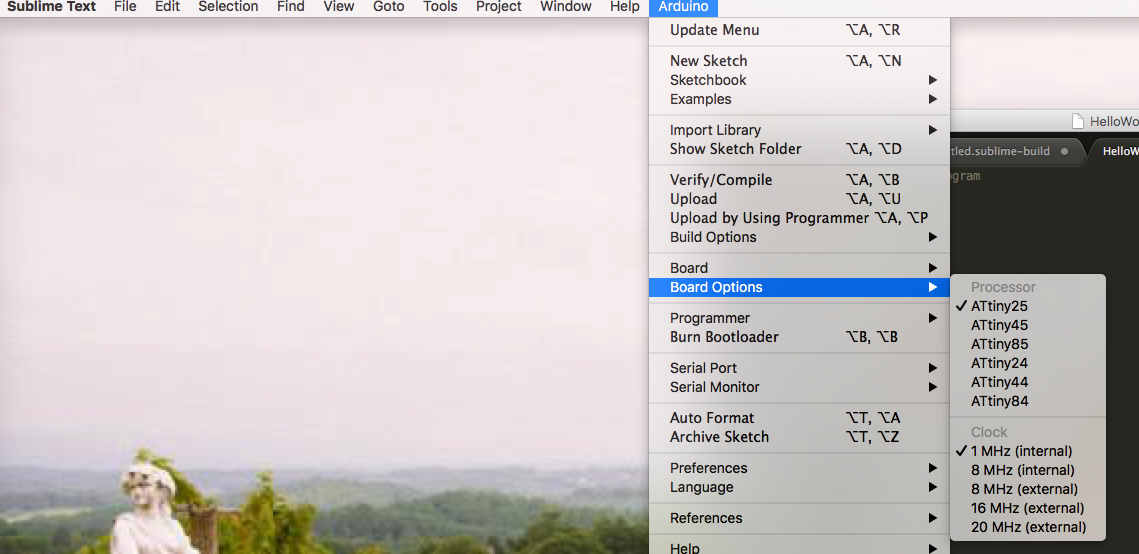 Sublime Text File Edit Selection Find View Goto Tools Project Window Help Arduino
Update Menu ⌥A, ⌥R
New Sketch ⌥A, ⌥N
Sketchbook
Examples
Import Library
Show Sketch Folder ⌥A, ⌥D
Verify/Compile ⌥A, ⌥B
Upload ⌥A, ⌥U
Upload by Using Programmer ⌥A, ⌥P
Build Options
Board
Board Options
Programmer
Burn Bootloader ⌥B, ⌥B
Serial Port
Serial Monitor
Auto Format ⌥T, ⌥A
Archive Sketch ⌥T, ⌥Z
Preferences
Language
References
Help
Processor
✓ ATtiny25
ATtiny45
ATtiny85
ATtiny24
ATtiny44
ATtiny84
Clock
✓ 1 MHz (internal)
8 MHz (internal)
8 MHz (external)
16 MHz (external)
20 MHz (external)
HelloWo
tled.sublime-build HelloW
gram